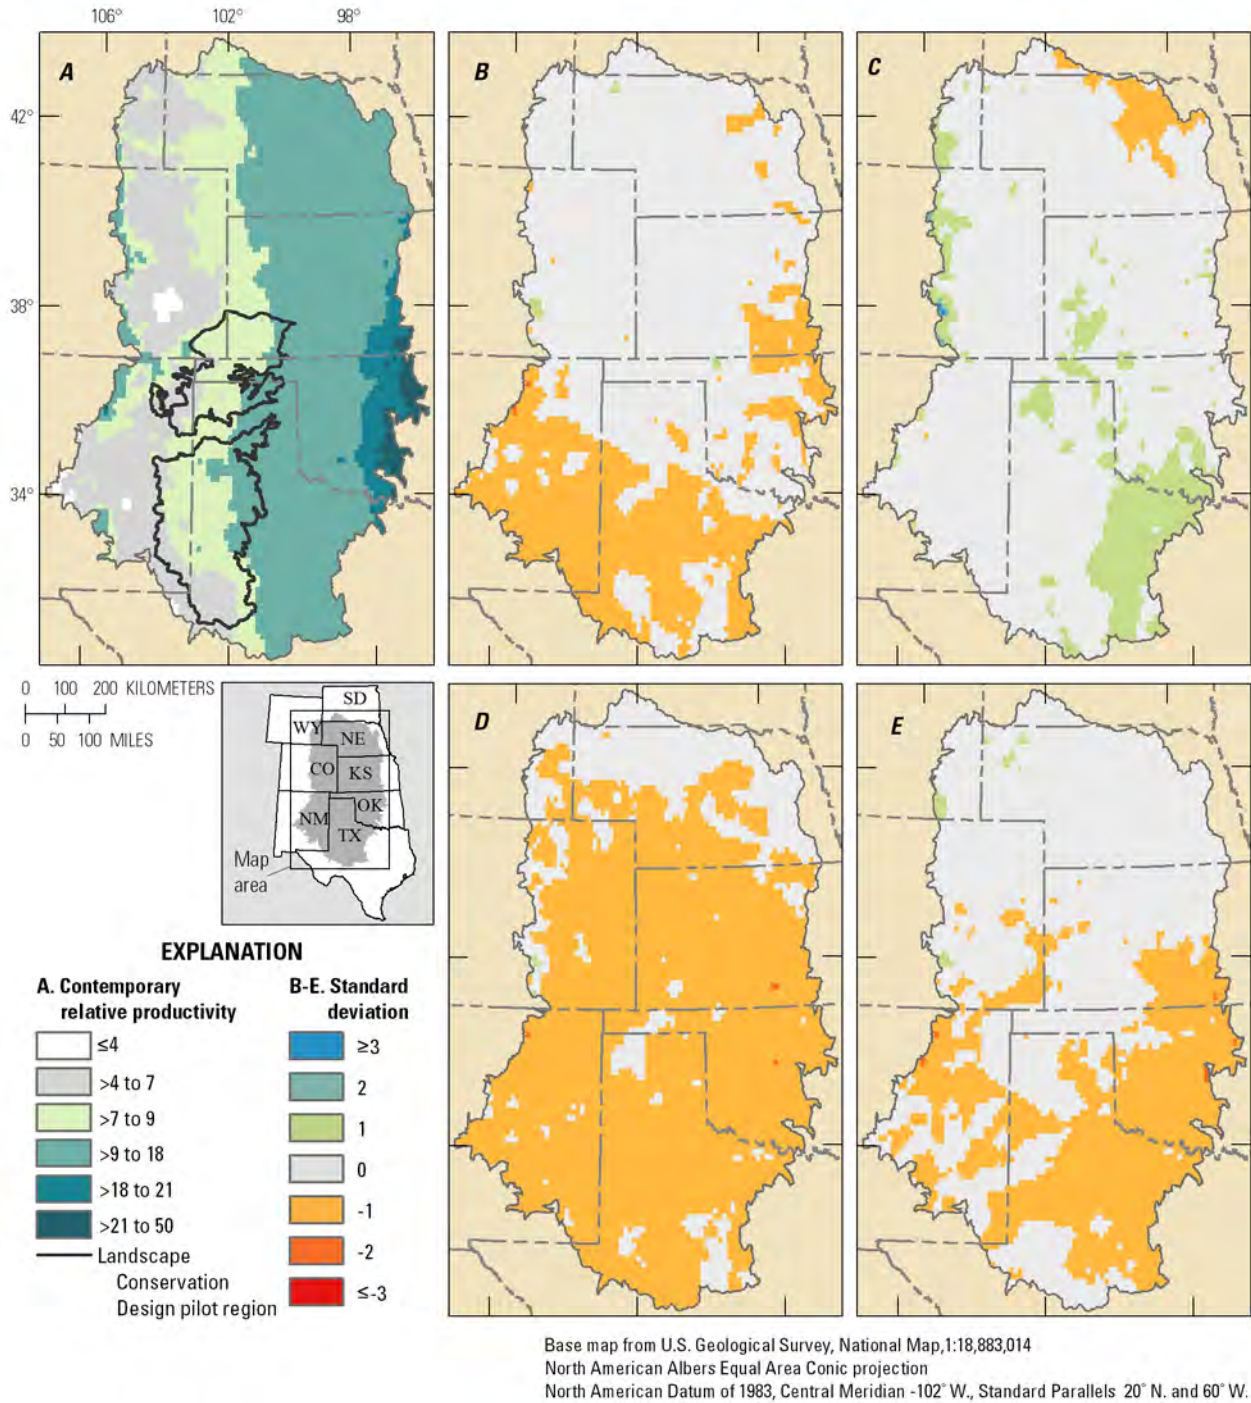 106°
102°
98°
A
B
C
42°
38°
34°
0 100 200 KILOMETERS
0 50 100 MILES
SD
WY
NE
CO
KS
OK
NM
TX
Map
area
D
E
EXPLANATION
A. Contemporary
relative productivity
≤4
>4 to 7
>7 to 9
>9 to 18
>18 to 21
>21 to 50
Landscape
Conservation
Design pilot region
B-E. Standard
deviation
≥3
2
1
0
-1
-2
≤-3
Base map from U.S. Geological Survey, National Map,1:18,883,014
North American Albers Equal Area Conic projection
North American Datum of 1983, Central Meridian -102° W., Standard Parallels 20° N. and 60° W.